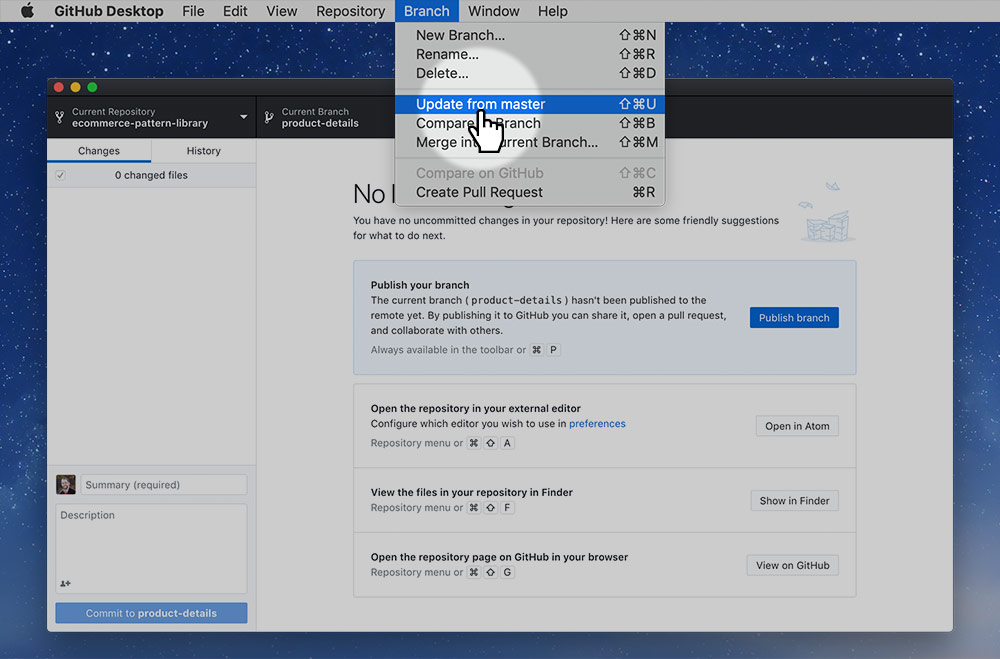 GitHub Desktop File Edit View Repository Branch Window Help
New Branch... ⇧⌘N
Rename... ⇧⌘R
Delete... ⇧⌘D
Update from master ⇧⌘U
Compare Branch ⇧⌘B
Merge into Current Branch... ⇧⌘M
Compare on GitHub ⇧⌘C
Create Pull Request ⌘R
Current Repository
ecommerce-pattern-library
Current Branch
product-details
Changes History
0 changed files
No
You have no uncommitted changes in your repository! Here are some friendly suggestions
for what to do next.
Publish your branch
The current branch ( product-details ) hasn't been published to the
remote yet. By publishing it to GitHub you can share it, open a pull request,
and collaborate with others.
Always available in the toolbar or ⌘ P
Publish branch
Open the repository in your external editor
Configure which editor you wish to use in preferences
Repository menu or ⌘ ⇧ A
Open in Atom
View the files in your repository in Finder
Repository menu or ⌘ ⇧ F
Show in Finder
Open the repository page on GitHub in your browser
Repository menu or ⌘ ⇧ G
View on GitHub
Summary (required)
Description
Commit to product-details